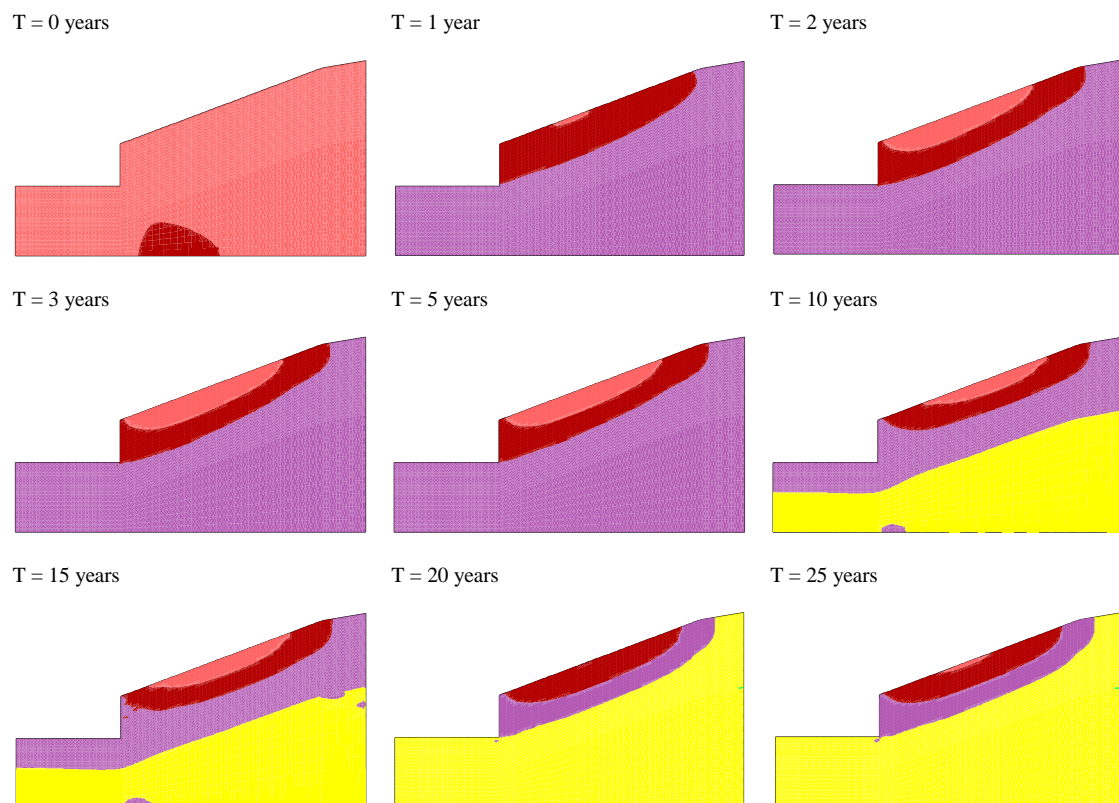 T = 0 years
T = 1 year
T = 2 years
T = 3 years
T = 5 years
T = 10 years
T = 15 years
T = 20 years
T = 25 years